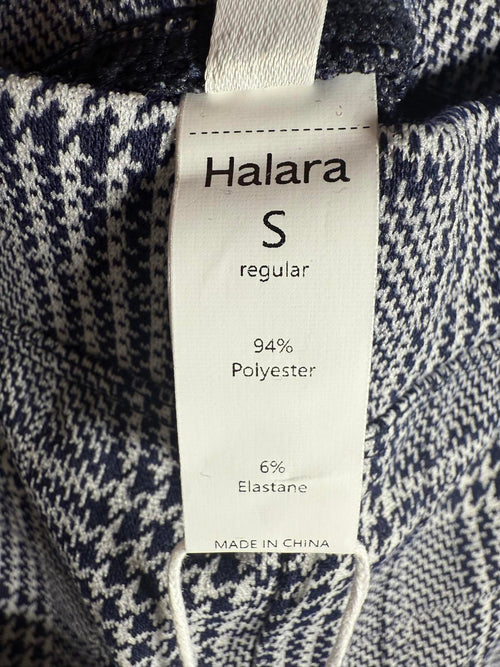 Halara
S
regular
94%
Polyester
6%
Elastane
MADE IN CHINA